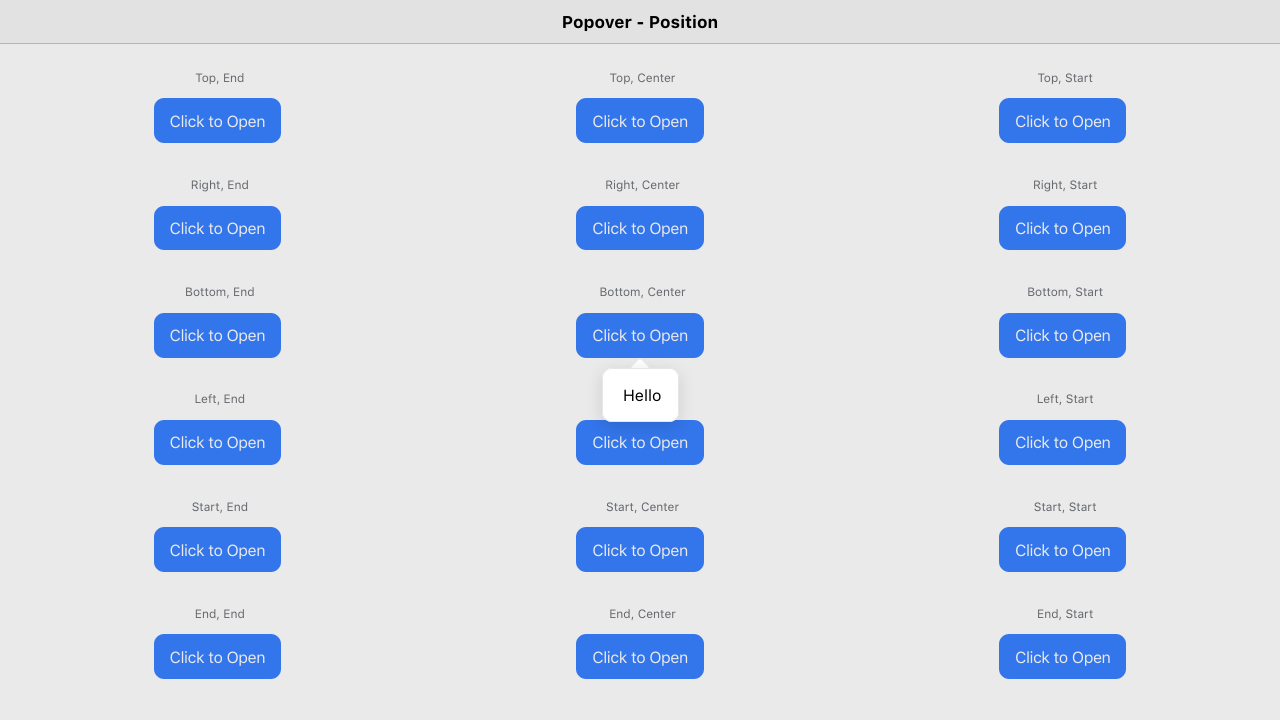 Popover - Position
Top, End
Top, Center
Top, Start
Click to Open
Click to Open
Click to Open
Right, End
Right, Center
Right, Start
Click to Open
Click to Open
Click to Open
Bottom, End
Bottom, Center
Bottom, Start
Click to Open
Click to Open
Click to Open
Hello
Left, End
Left, Start
Click to Open
Click to Open
Click to Open
Start, End
Start, Center
Start, Start
Click to Open
Click to Open
Click to Open
End, End
End, Center
End, Start
Click to Open
Click to Open
Click to Open